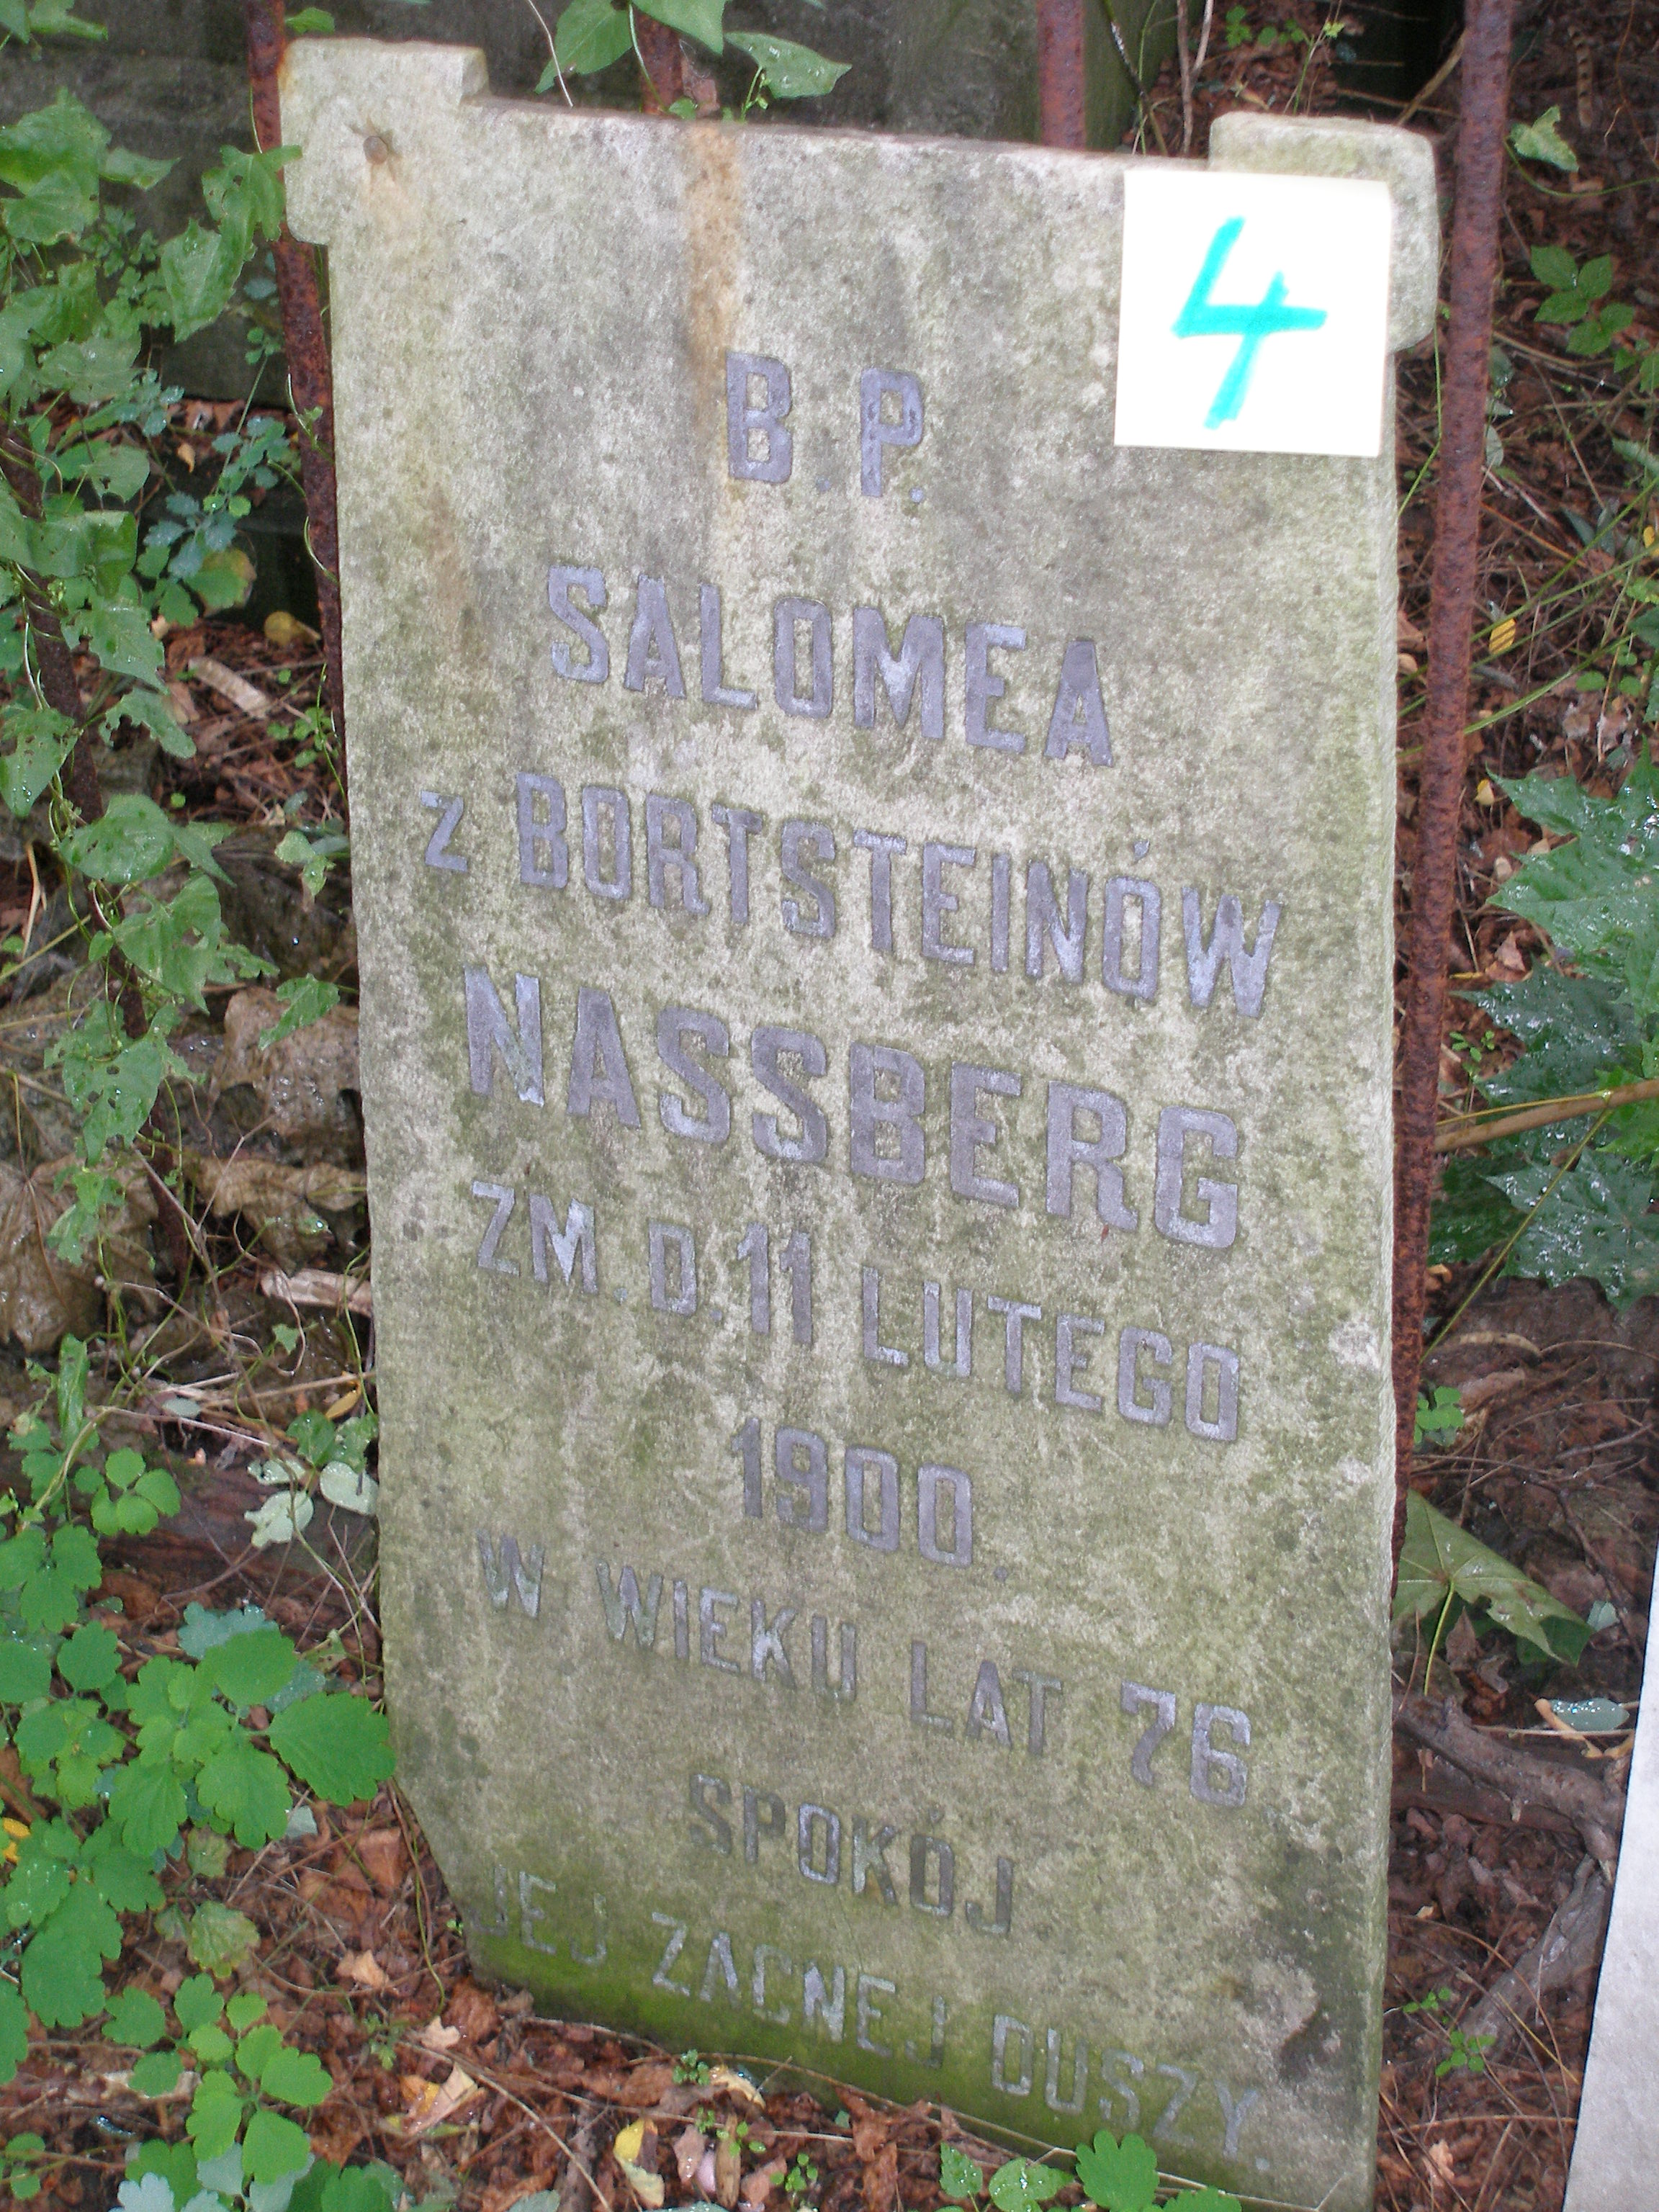 4
B.P.
SALOMEA
z BORTSTEINÓW
NASSBERG
ZM. D. 11 LUTEGO
1900.
W WIEKU LAT 76.
SPOKÓJ
JEJ ZACNEJ DUSZY.